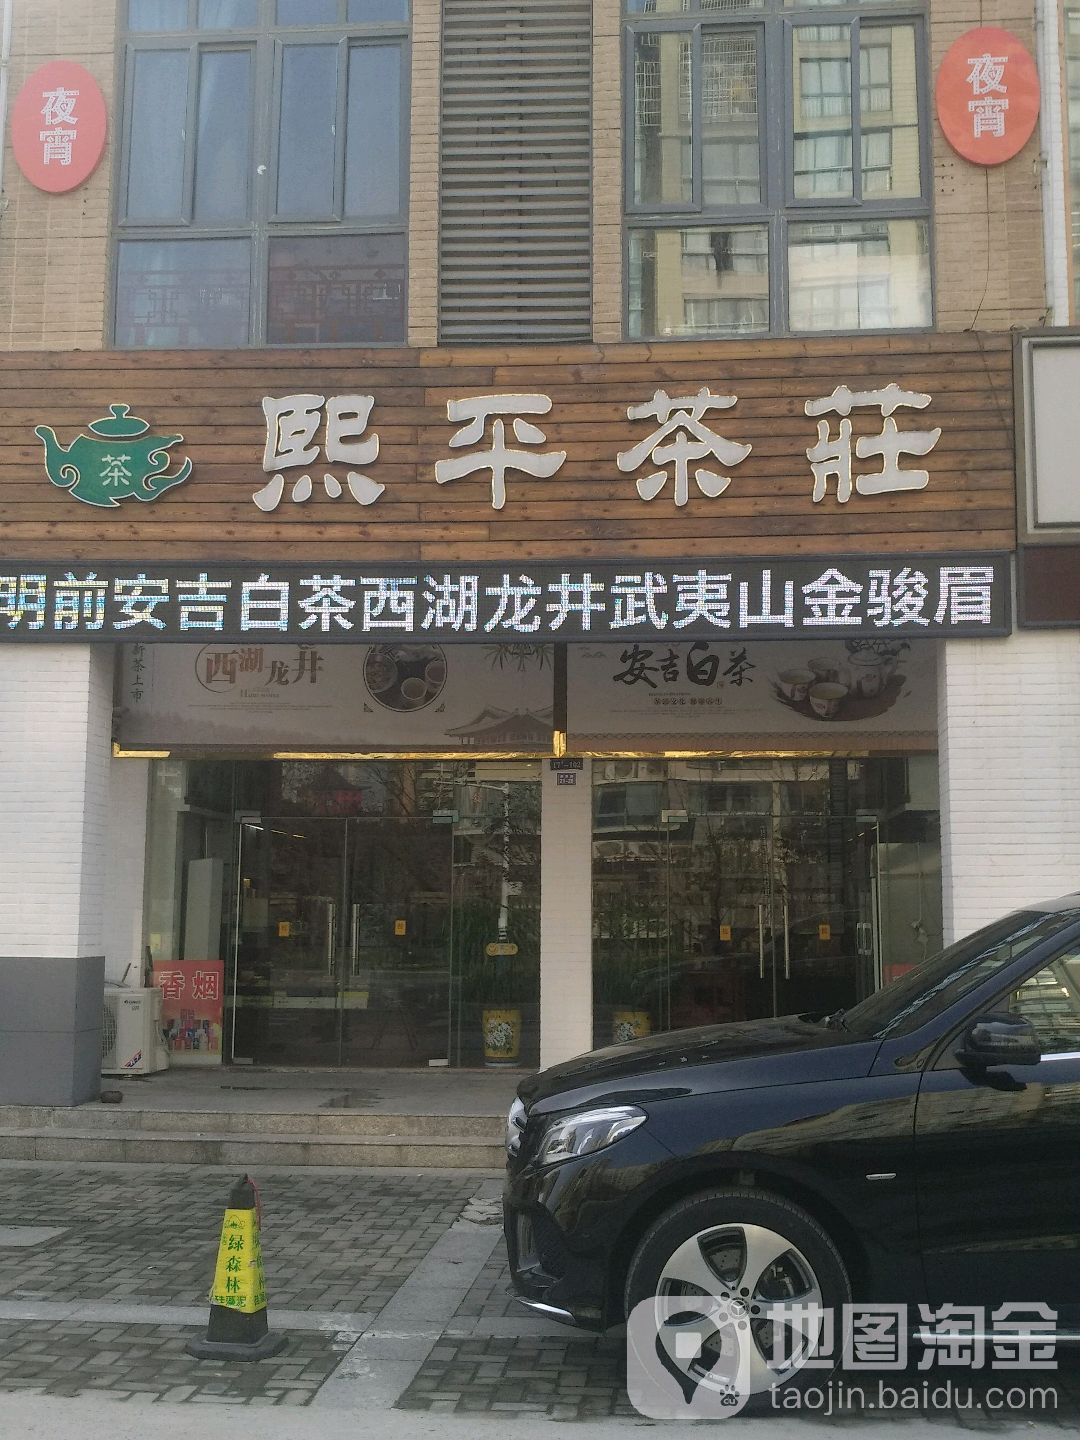 夜宵
夜宵
茶
熙平茶莊
明前安吉白茶西湖龙井武夷山金骏眉
新茶上市
西湖龙井
安吉白茶
17#-102
香烟
绿森林
地图淘金
taojin.baidu.com